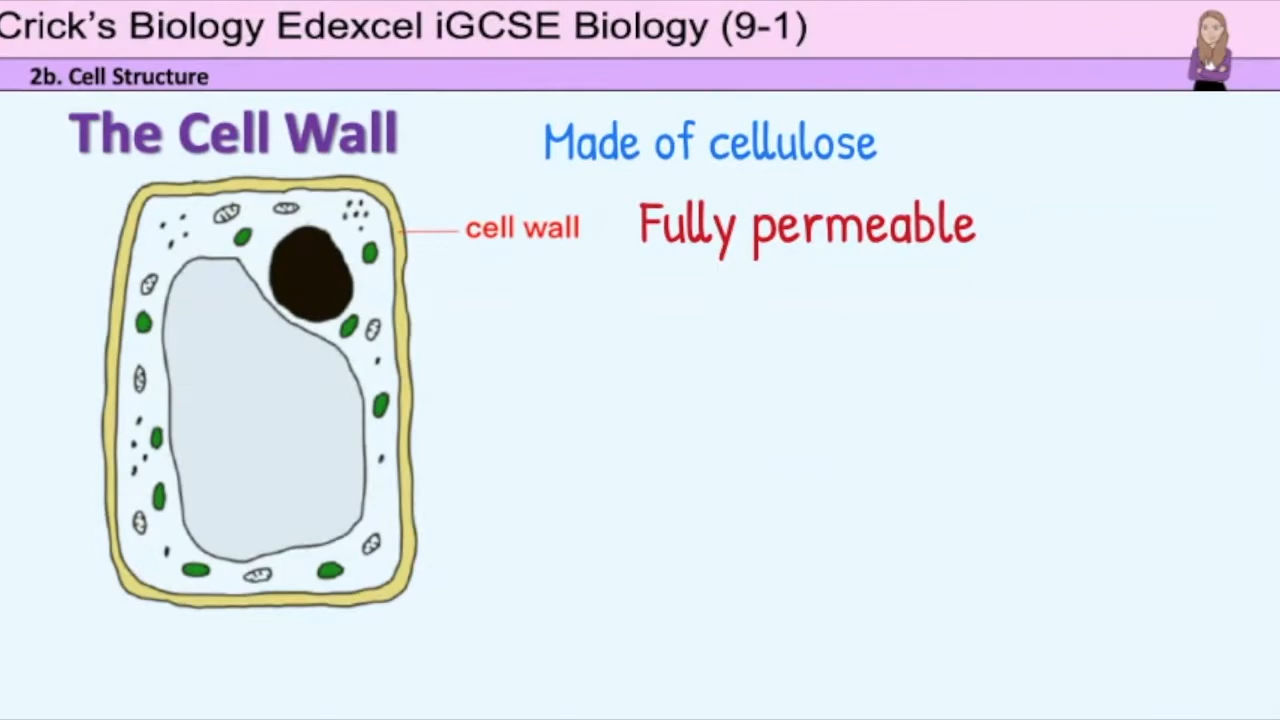 Crick's Biology Edexcel iGCSE Biology (9-1)
2b. Cell Structure
The Cell Wall
Made of cellulose
cell wall
Fully permeable